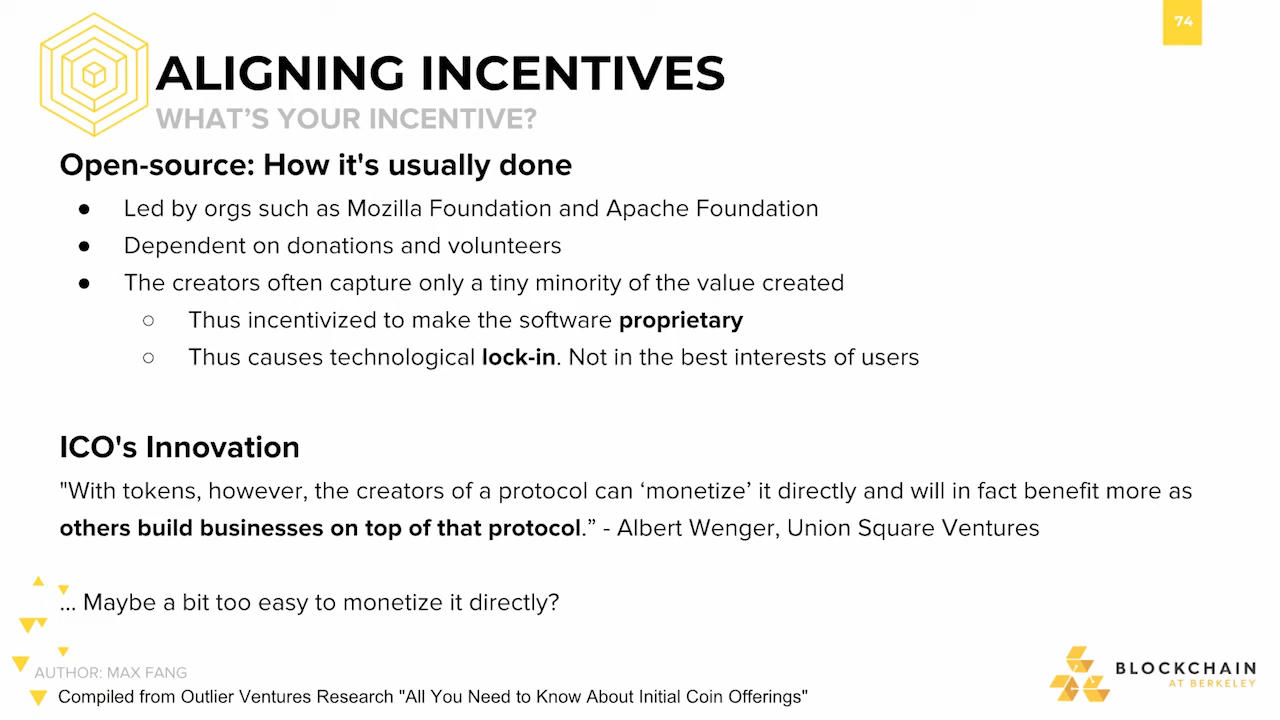 74
ALIGNING INCENTIVES
WHAT'S YOUR INCENTIVE?
Open-source: How it's usually done
● Led by orgs such as Mozilla Foundation and Apache Foundation
● Dependent on donations and volunteers
● The creators often capture only a tiny minority of the value created
○ Thus incentivized to make the software proprietary
○ Thus causes technological lock-in. Not in the best interests of users
ICO's Innovation
"With tokens, however, the creators of a protocol can ‘monetize’ it directly and will in fact benefit more as
others build businesses on top of that protocol.” - Albert Wenger, Union Square Ventures
... Maybe a bit too easy to monetize it directly?
AUTHOR: MAX FANG
Compiled from Outlier Ventures Research "All You Need to Know About Initial Coin Offerings"
BLOCKCHAIN
AT BERKELEY